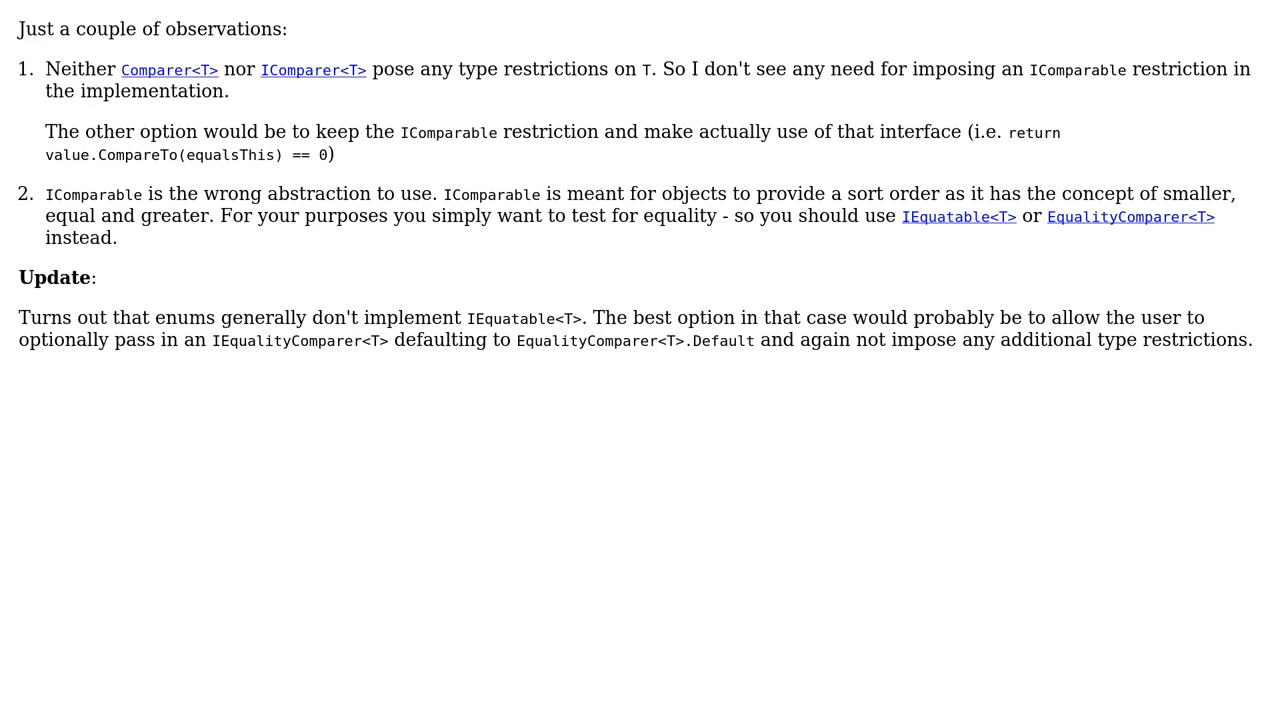 Just a couple of observations:
1. Neither Comparer<T> nor IComparer<T> pose any type restrictions on T. So I don't see any need for imposing an IComparable restriction in
the implementation.
The other option would be to keep the IComparable restriction and make actually use of that interface (i.e. return
value.CompareTo(equalsThis) == 0)
2. IComparable is the wrong abstraction to use. IComparable is meant for objects to provide a sort order as it has the concept of smaller,
equal and greater. For your purposes you simply want to test for equality - so you should use IEquatable<T> or EqualityComparer<T>
instead.
Update:
Turns out that enums generally don't implement IEquatable<T>. The best option in that case would probably be to allow the user to
optionally pass in an IEqualityComparer<T> defaulting to EqualityComparer<T>.Default and again not impose any additional type restrictions.